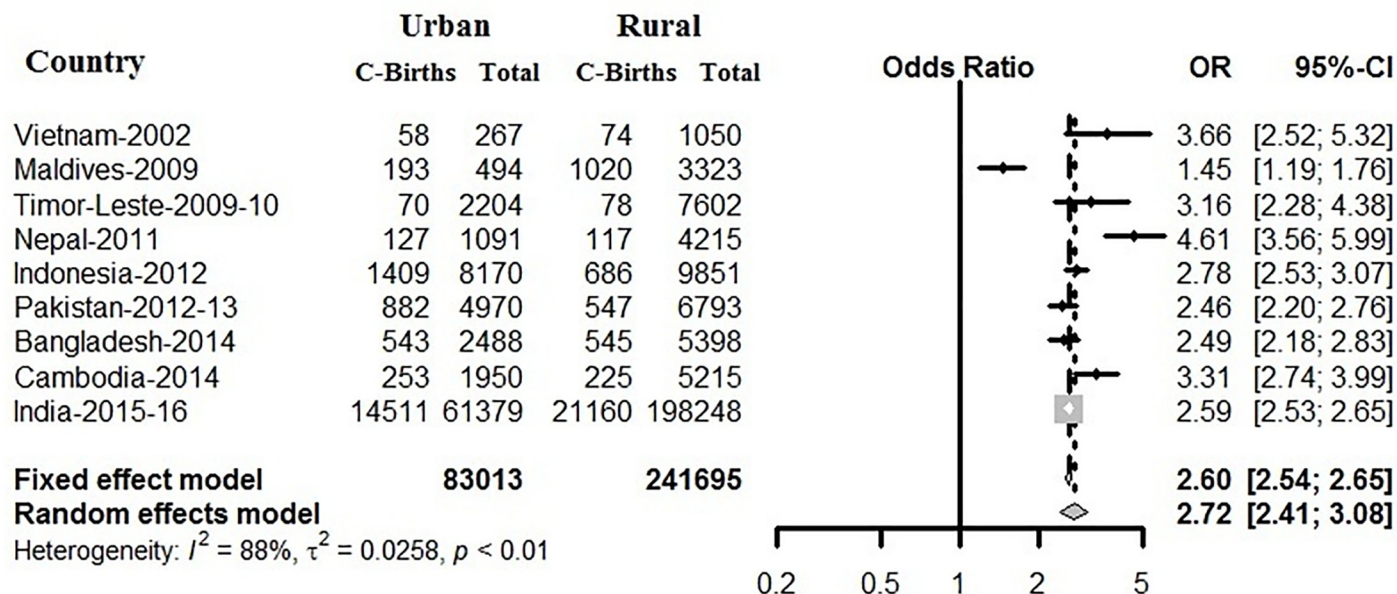 Urban Rural
Country C-Births Total C-Births Total Odds Ratio OR 95%-CI
Vietnam-2002 58 267 74 1050 3.66 [2.52; 5.32]
Maldives-2009 193 494 1020 3323 1.45 [1.19; 1.76]
Timor-Leste-2009-10 70 2204 78 7602 3.16 [2.28; 4.38]
Nepal-2011 127 1091 117 4215 4.61 [3.56; 5.99]
Indonesia-2012 1409 8170 686 9851 2.78 [2.53; 3.07]
Pakistan-2012-13 882 4970 547 6793 2.46 [2.20; 2.76]
Bangladesh-2014 543 2488 545 5398 2.49 [2.18; 2.83]
Cambodia-2014 253 1950 225 5215 3.31 [2.74; 3.99]
India-2015-16 14511 61379 21160 198248 2.59 [2.53; 2.65]
Fixed effect model 83013 241695 2.60 [2.54; 2.65]
Random effects model 2.72 [2.41; 3.08]
Heterogeneity: I² = 88%, τ² = 0.0258, p < 0.01
0.2 0.5 1 2 5